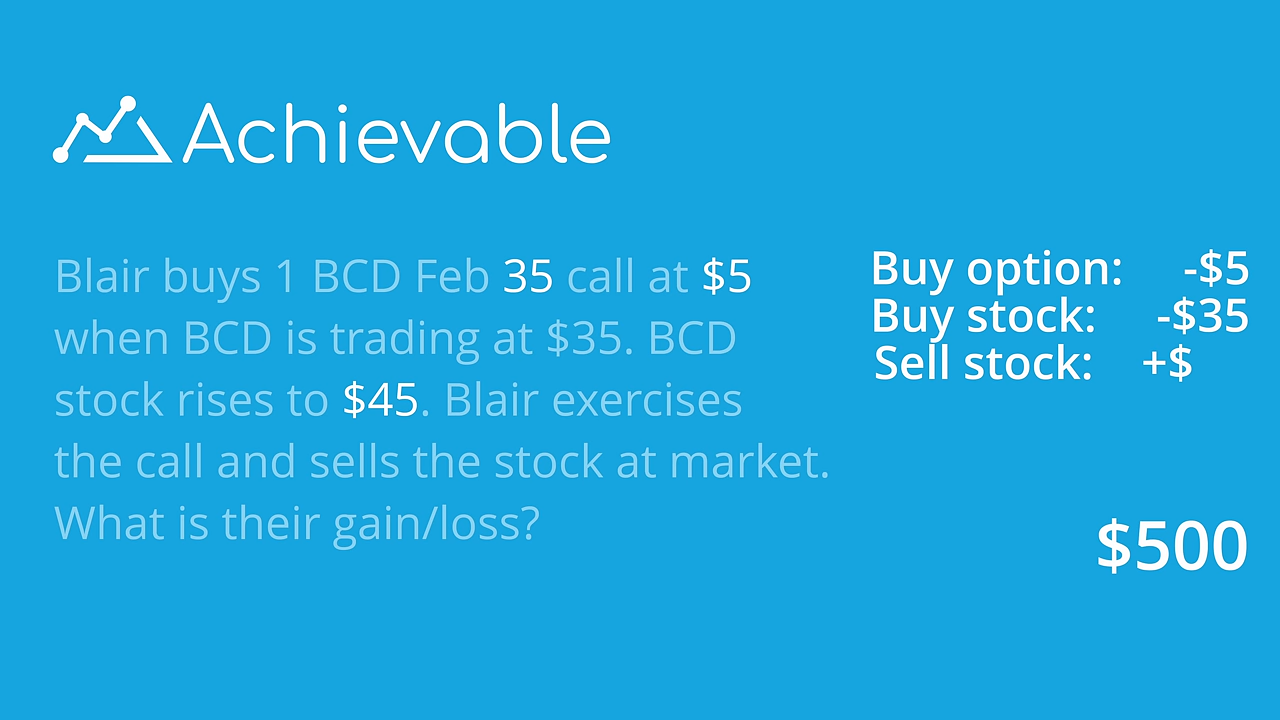 Achievable
Blair buys 1 BCD Feb 35 call at $5
when BCD is trading at $35. BCD
stock rises to $45. Blair exercises
the call and sells the stock at market.
What is their gain/loss?
Buy option: -$5
Buy stock: -$35
Sell stock: +$
$500